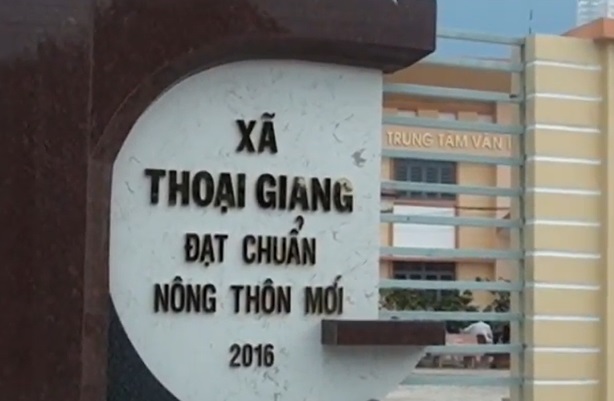 XÃ
THOẠI GIANG
ĐẠT CHUẨN
NÔNG THÔN MỚI
2016
TRUNG TÂM VĂN